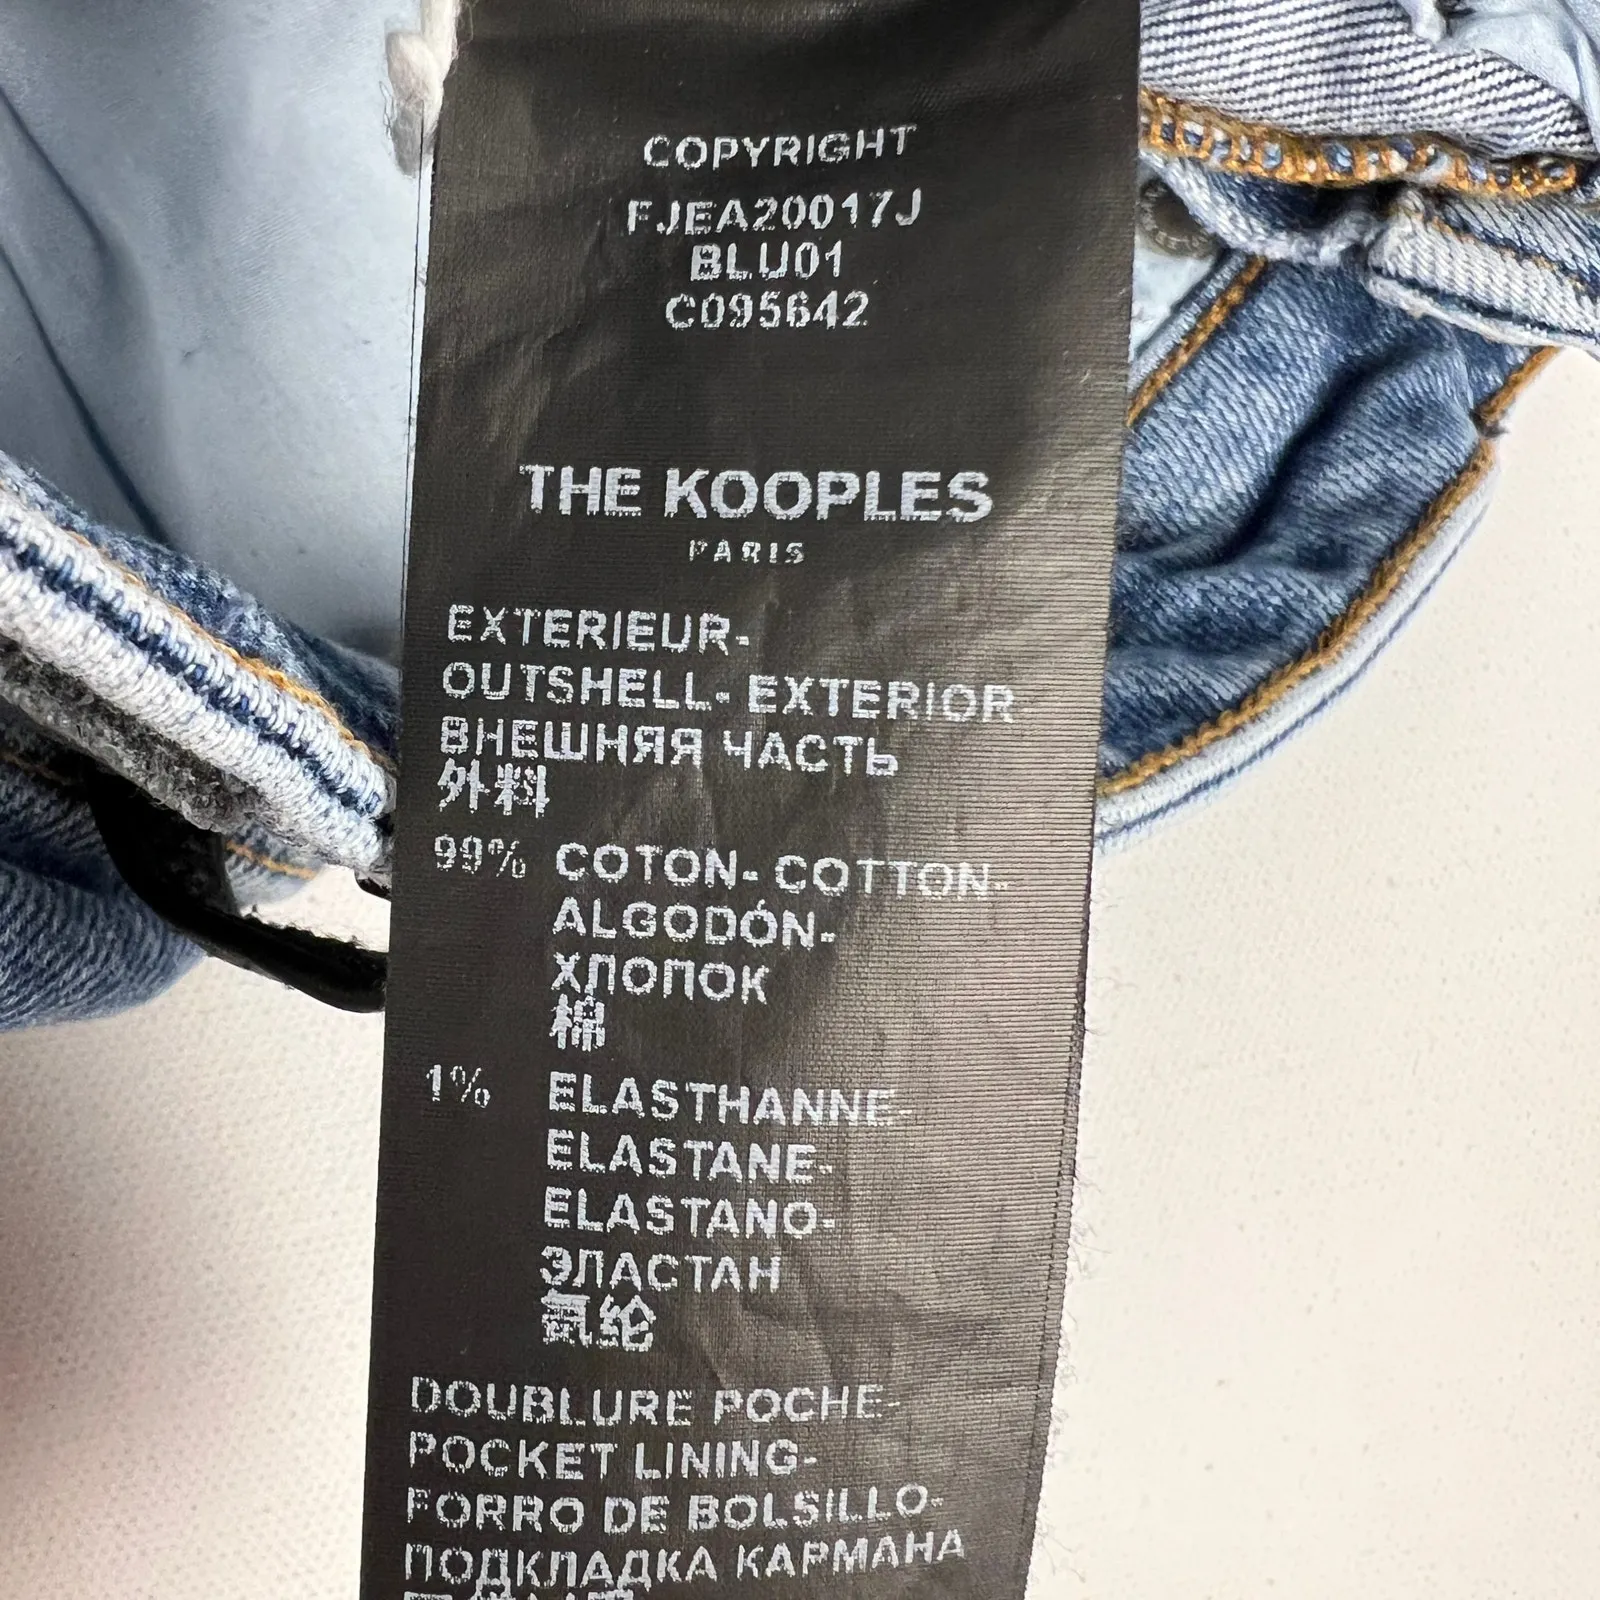 COPYRIGHT
FJEA20017J
BLU01
C095642
THE KOOPLES
PARIS
EXTERIEUR-
OUTSHELL- EXTERIOR
ВНЕШНЯЯ ЧАСТЬ
外料
99% COTON- COTTON-
ALGODÓN-
ХЛОПОК
棉
1% ELASTHANNE-
ELASTANE-
ELASTANO-
ЭЛАСТАН
氨纶
DOUBLURE POCHE-
POCKET LINING-
FORRO DE BOLSILLO-
ПОДКЛАДКА КАРМАНА